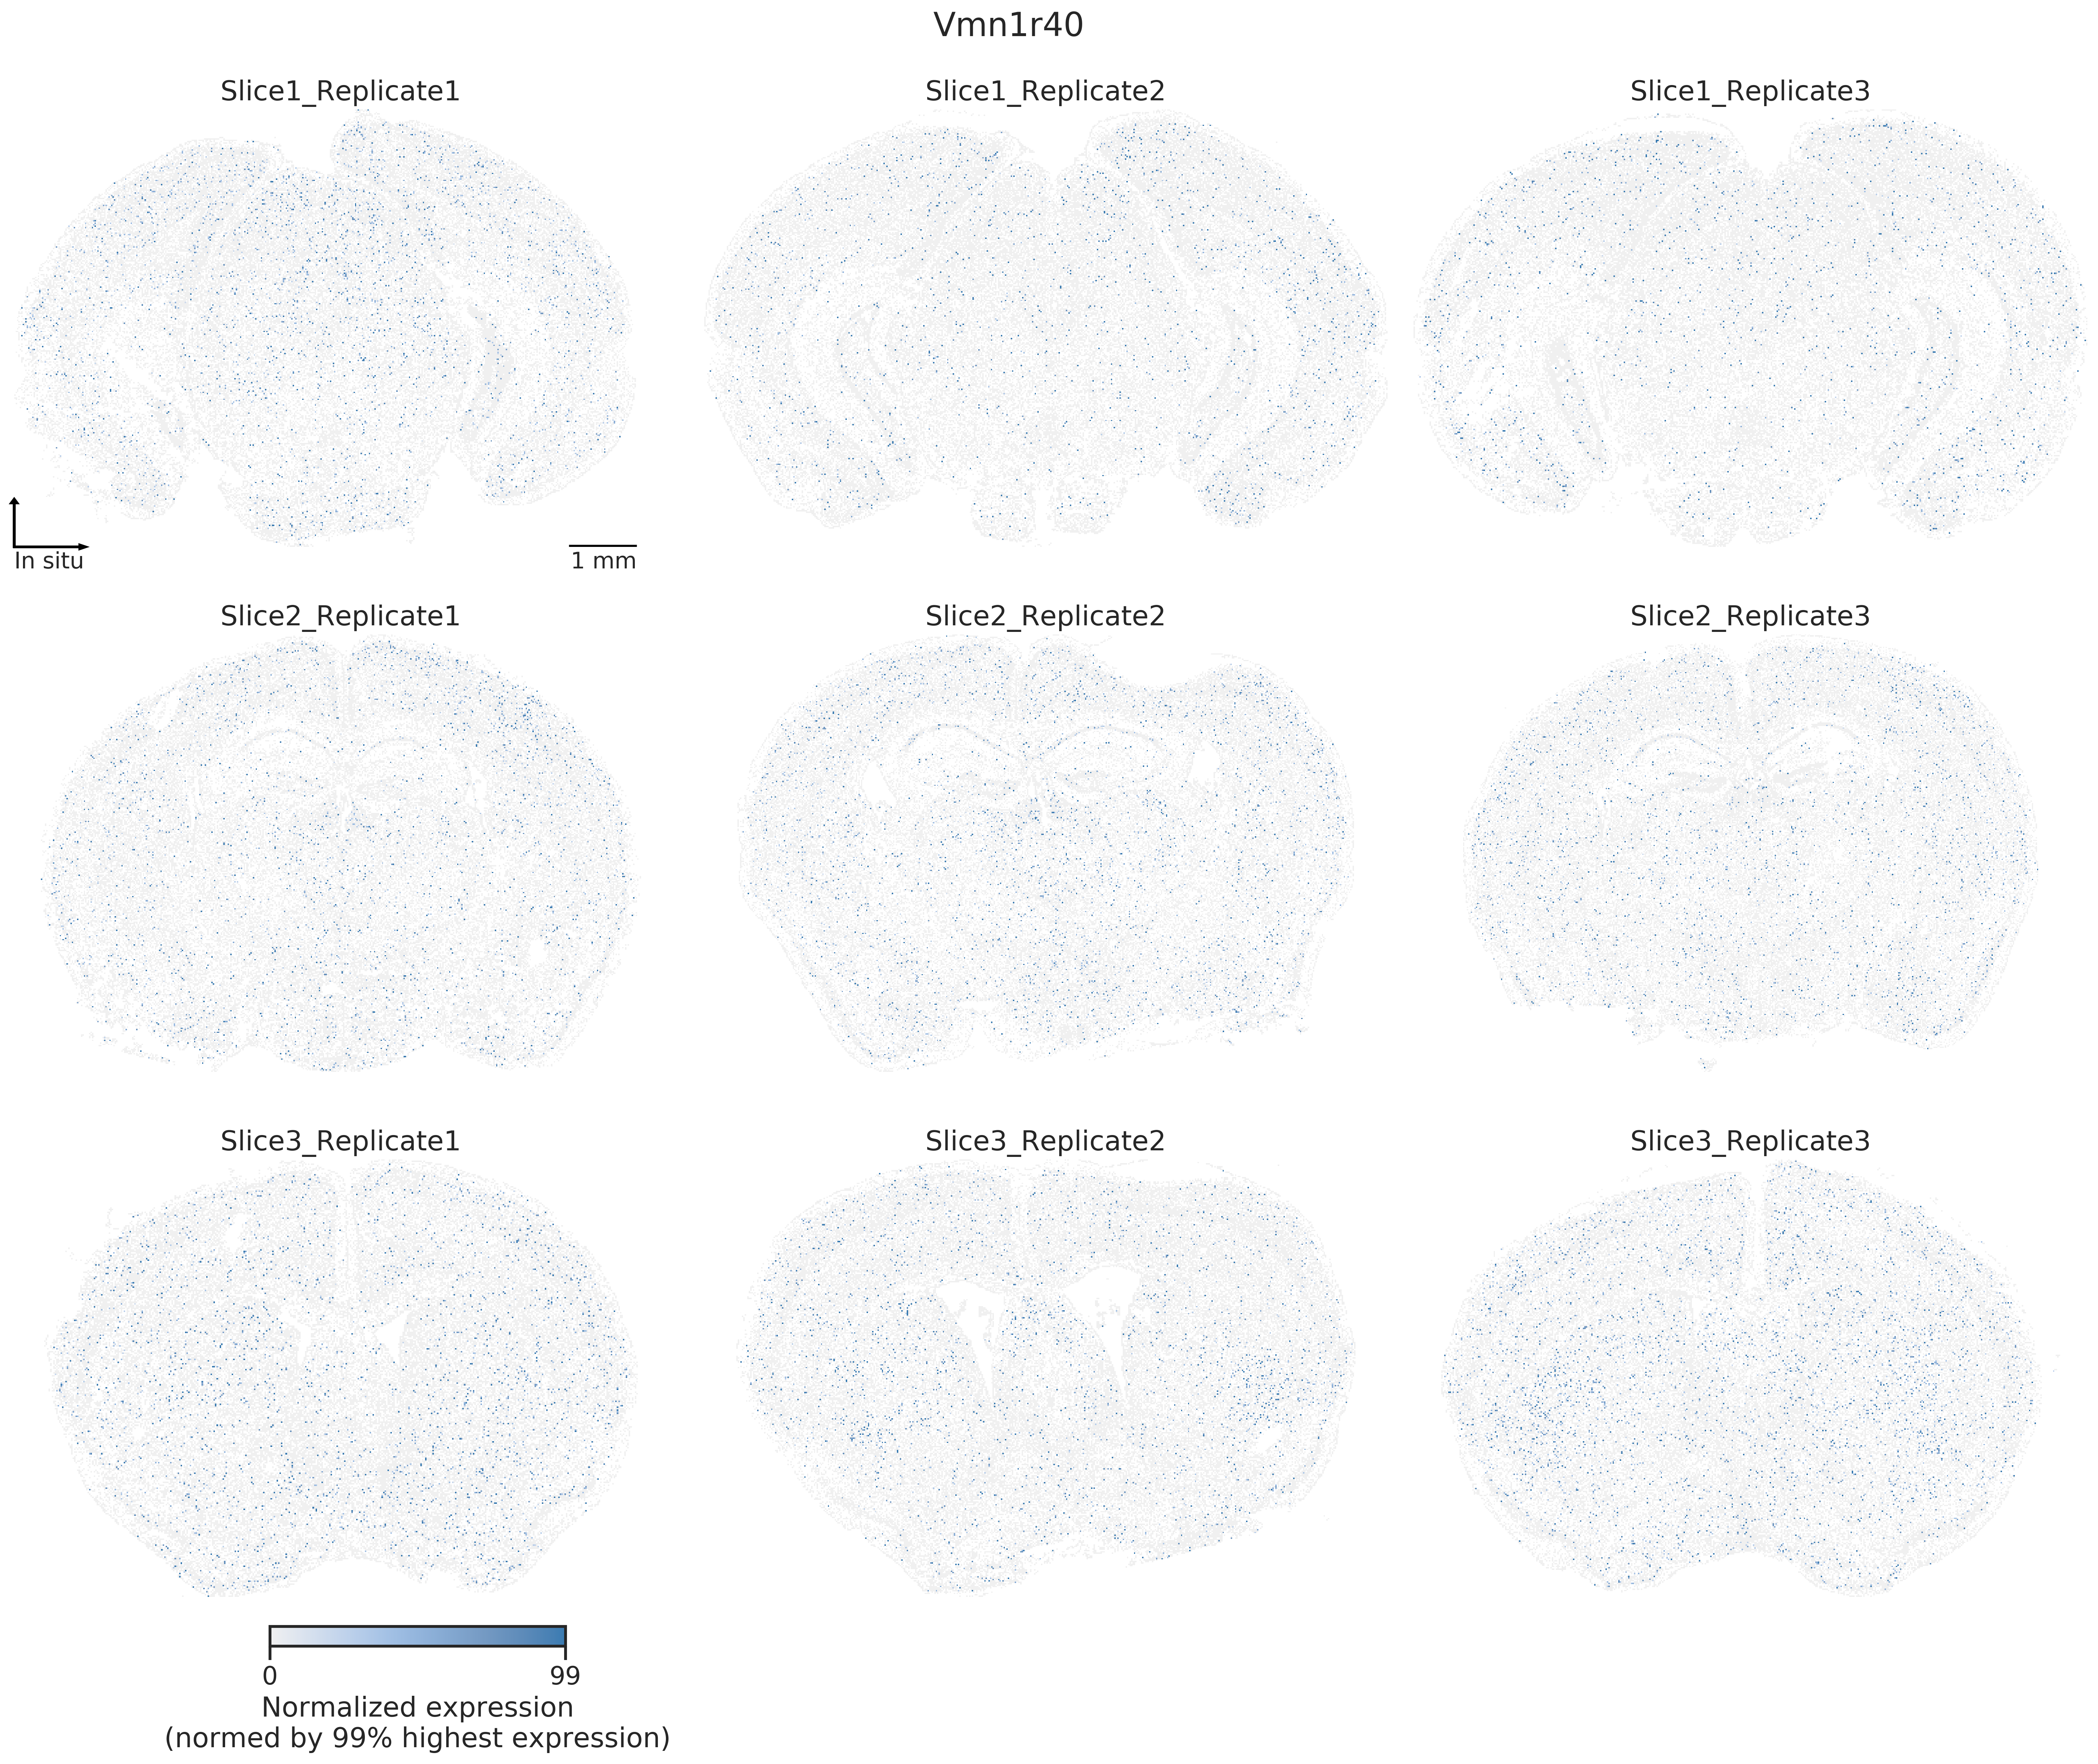 Vmn1r40
Slice1_Replicate1
Slice1_Replicate2
Slice1_Replicate3
In situ
1 mm
Slice2_Replicate1
Slice2_Replicate2
Slice2_Replicate3
Slice3_Replicate1
Slice3_Replicate2
Slice3_Replicate3
0
99
Normalized expression
(normed by 99% highest expression)